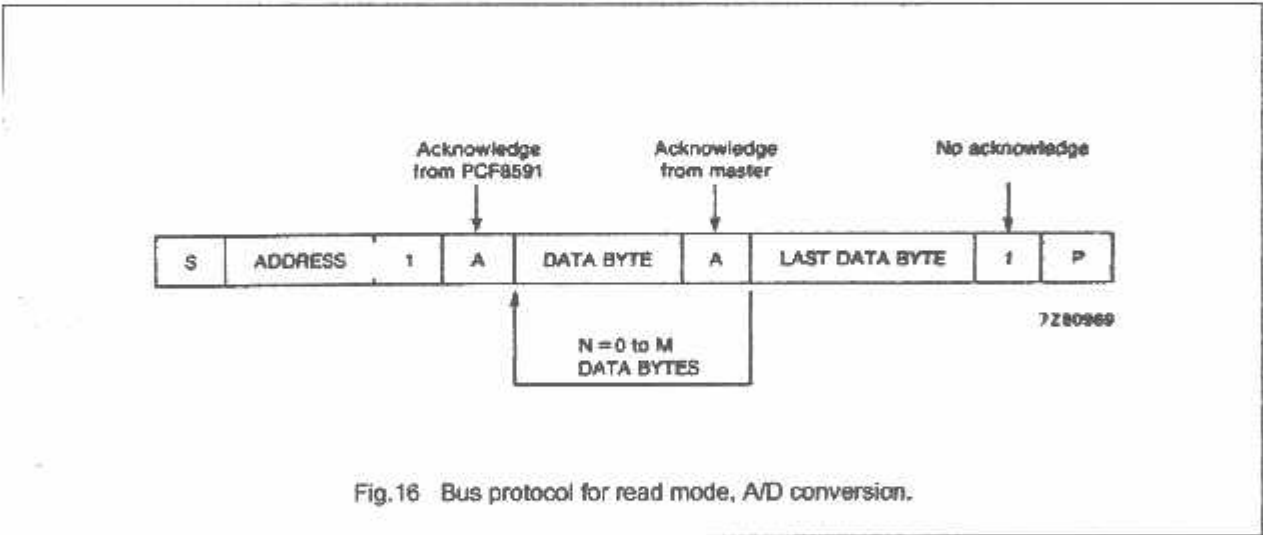 Acknowledge
from PCF8591
Acknowledge
from master
No acknowledge
S ADDRESS 1 A DATA BYTE A LAST DATA BYTE 1 P
7Z80969
N = 0 to M
DATA BYTES
Fig.16 Bus protocol for read mode, A/D conversion.